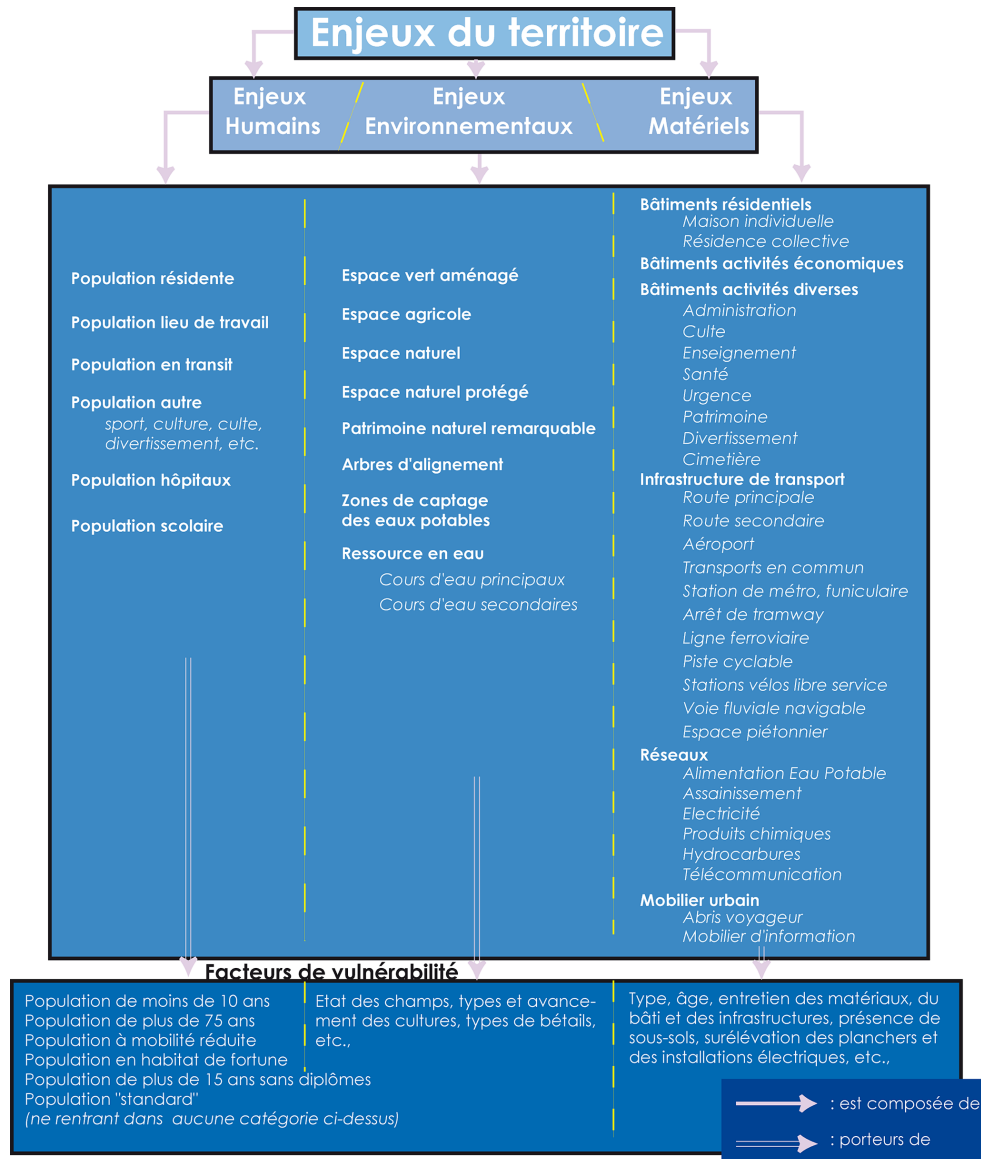 Enjeux du territoire
Enjeux
Humains
Enjeux
Environnementaux
Enjeux
Matériels
Population résidente
Population lieu de travail
Population en transit
Population autre
sport, culture, culte,
divertissement, etc.
Population hôpitaux
Population scolaire
Espace vert aménagé
Espace agricole
Espace naturel
Espace naturel protégé
Patrimoine naturel remarquable
Arbres d'alignement
Zones de captage
des eaux potables
Ressource en eau
Cours d'eau principaux
Cours d'eau secondaires
Bâtiments résidentiels
Maison individuelle
Résidence collective
Bâtiments activités économiques
Bâtiments activités diverses
Administration
Culte
Enseignement
Santé
Urgence
Patrimoine
Divertissement
Cimetière
Infrastructure de transport
Route principale
Route secondaire
Aéroport
Transports en commun
Station de métro, funiculaire
Arrêt de tramway
Ligne ferroviaire
Piste cyclable
Stations vélos libre service
Voie fluviale navigable
Espace piétonnier
Réseaux
Alimentation Eau Potable
Assainissement
Electricité
Produits chimiques
Hydrocarbures
Télécommunication
Mobilier urbain
Abris voyageur
Mobilier d'information
Facteurs de vulnérabilité
Population de moins de 10 ans
Population de plus de 75 ans
Population à mobilité réduite
Population en habitat de fortune
Population de plus de 15 ans sans diplômes
Population "standard"
(ne rentrant dans aucune catégorie ci-dessus)
Etat des champs, types et avance-
ment des cultures, types de bétails,
etc.,
Type, âge, entretien des matériaux, du
bâti et des infrastructures, présence de
sous-sols, surélévation des planchers et
des installations électriques, etc.,
: est composée de
: porteurs de